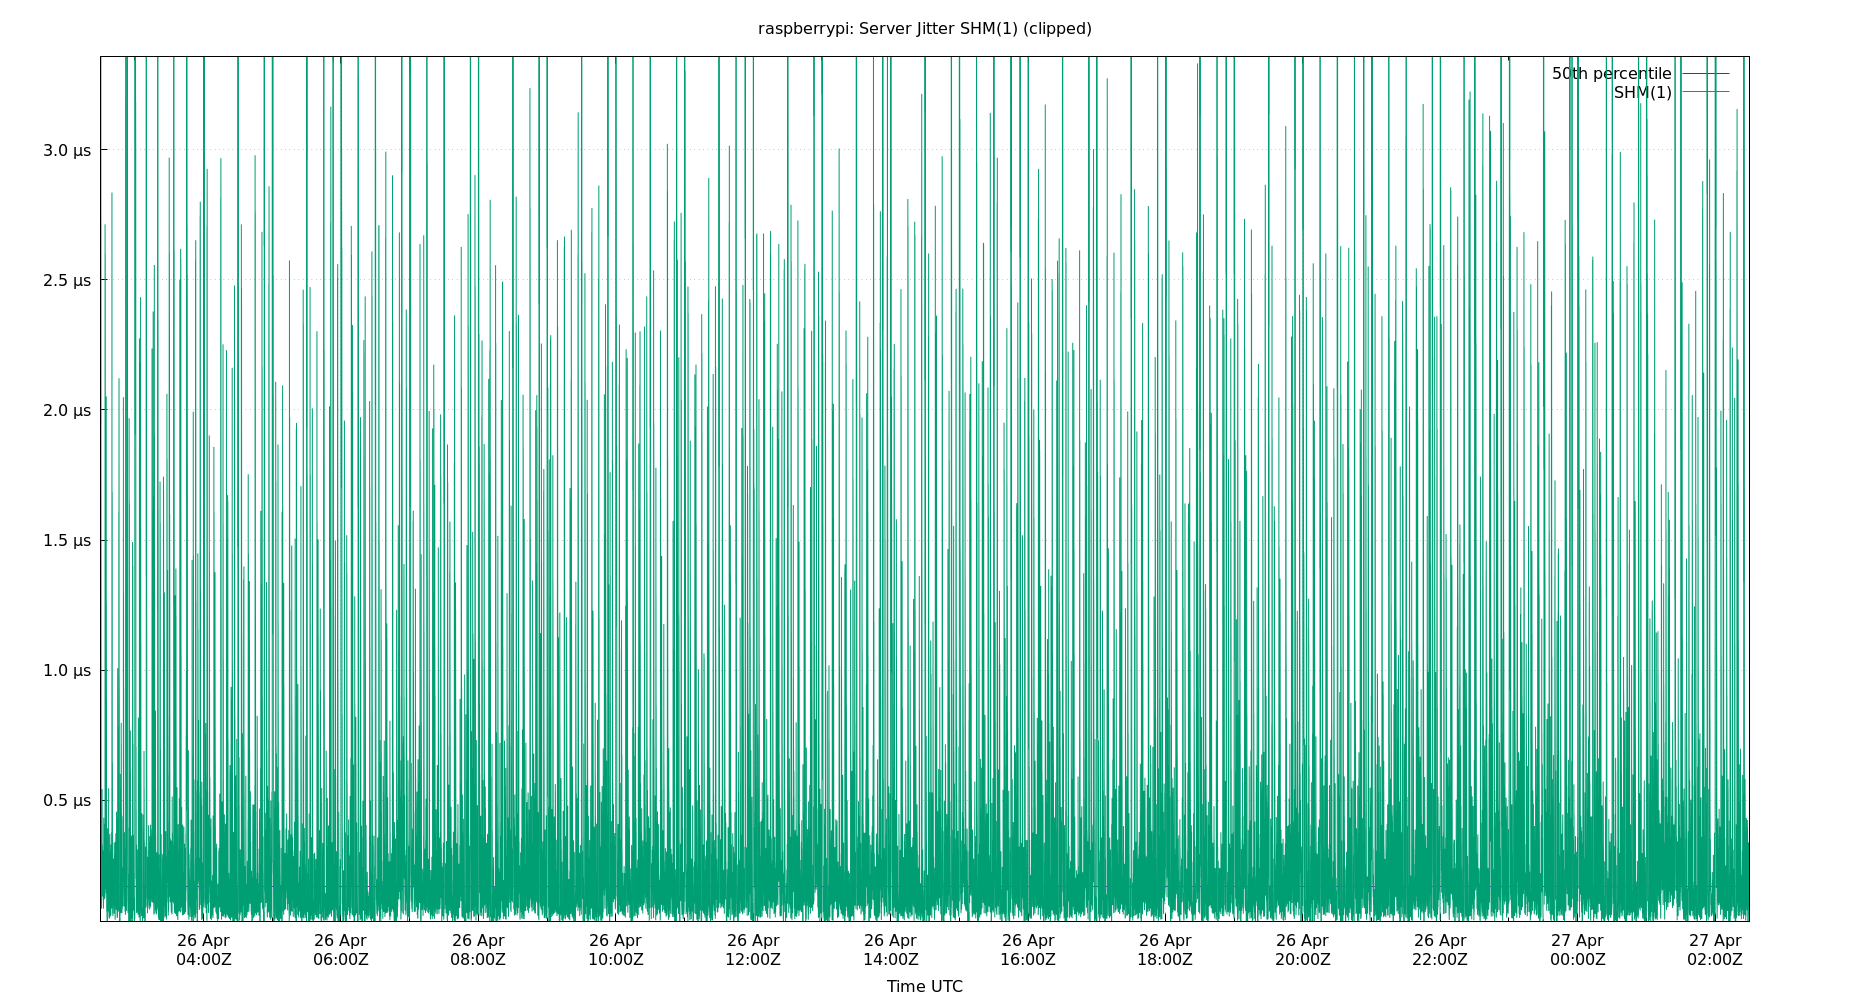 raspberrypi: Server Jitter SHM(1) (clipped)
50th percentile
SHM(1)
3.0 µs
2.5 µs
2.0 µs
1.5 µs
1.0 µs
0.5 µs
26 Apr 26 Apr 26 Apr 26 Apr 26 Apr 26 Apr 26 Apr 26 Apr 26 Apr 26 Apr 27 Apr 27 Apr
04:00Z 06:00Z 08:00Z 10:00Z 12:00Z 14:00Z 16:00Z 18:00Z 20:00Z 22:00Z 00:00Z 02:00Z
Time UTC